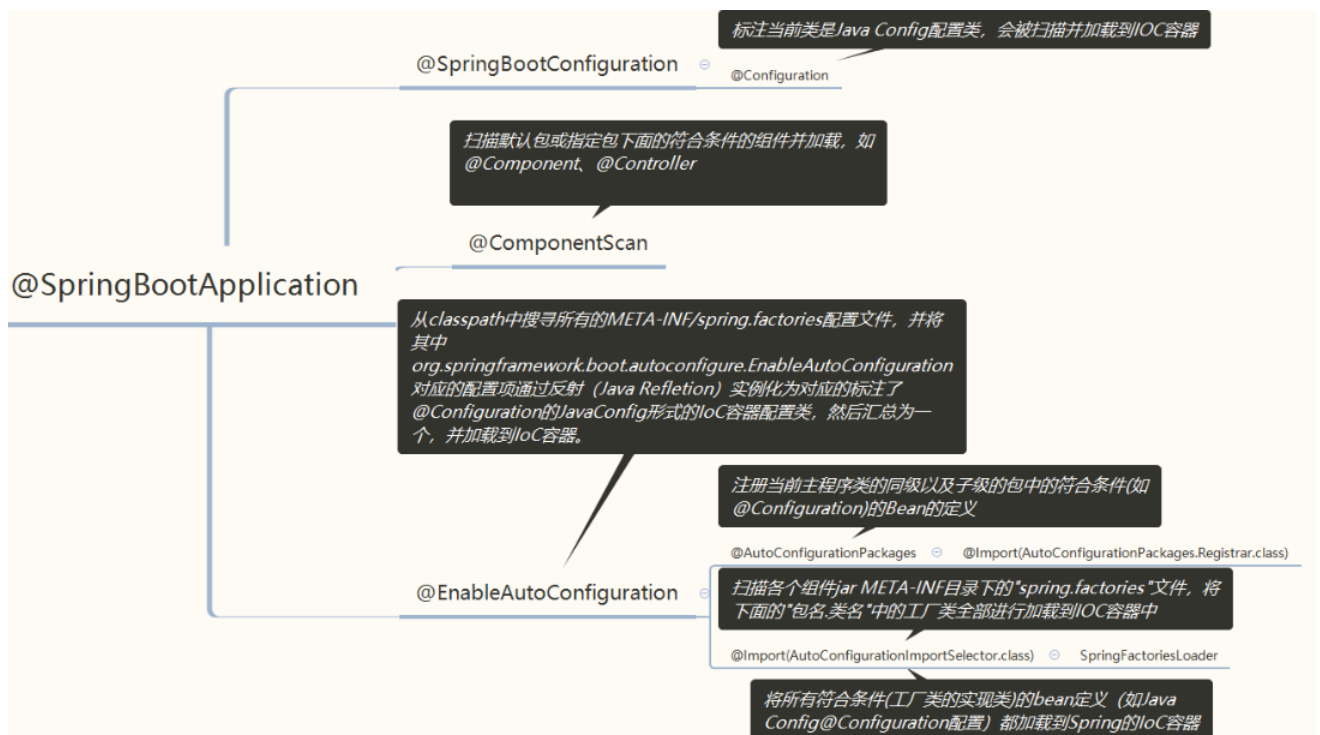 标注当前类是Java Config配置类，会被扫描并加载到IOC容器
@SpringBootConfiguration
@Configuration
扫描默认包或指定包下面的符合条件的组件并加载，如
@Component、@Controller
@ComponentScan
@SpringBootApplication
从classpath中搜寻所有的META-INF/spring.factories配置文件，并将
其中
org.springframework.boot.autoconfigure.EnableAutoConfiguration
对应的配置项通过反射（Java Refletion）实例化为对应的标注了
@Configuration的JavaConfig形式的IoC容器配置类，然后汇总为一
个，并加载到IoC容器。
注册当前主程序类的同级以及子级的包中的符合条件(如
@Configuration)的Bean的定义
@AutoConfigurationPackages
@Import(AutoConfigurationPackages.Registrar.class)
@EnableAutoConfiguration
扫描各个组件jar META-INF目录下的"spring.factories"文件，将
下面的"包名.类名"中的工厂类全部进行加载到IOC容器中
@Import(AutoConfigurationImportSelector.class)
SpringFactoriesLoader
将所有符合条件(工厂类的实现类)的bean定义（如Java
Config@Configuration配置）都加载到Spring的IoC容器